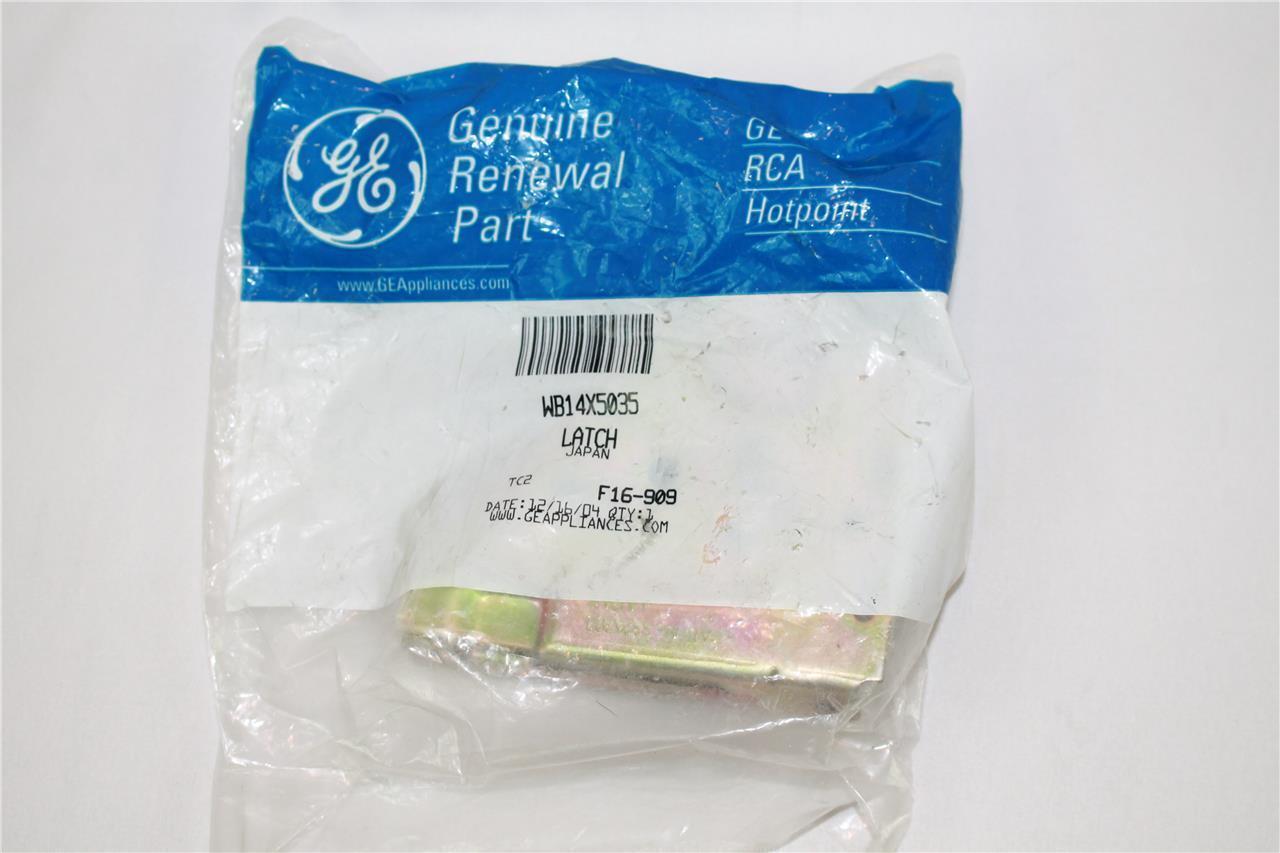 GE
Genuine
Renewal
Part
GE
RCA
Hotpoint
www.GEAppliances.com
WB14X5035
LATCH
JAPAN
TC2
F16-909
DATE:12/16/04 QTY:1
WWW.GEAPPLIANCES.COM